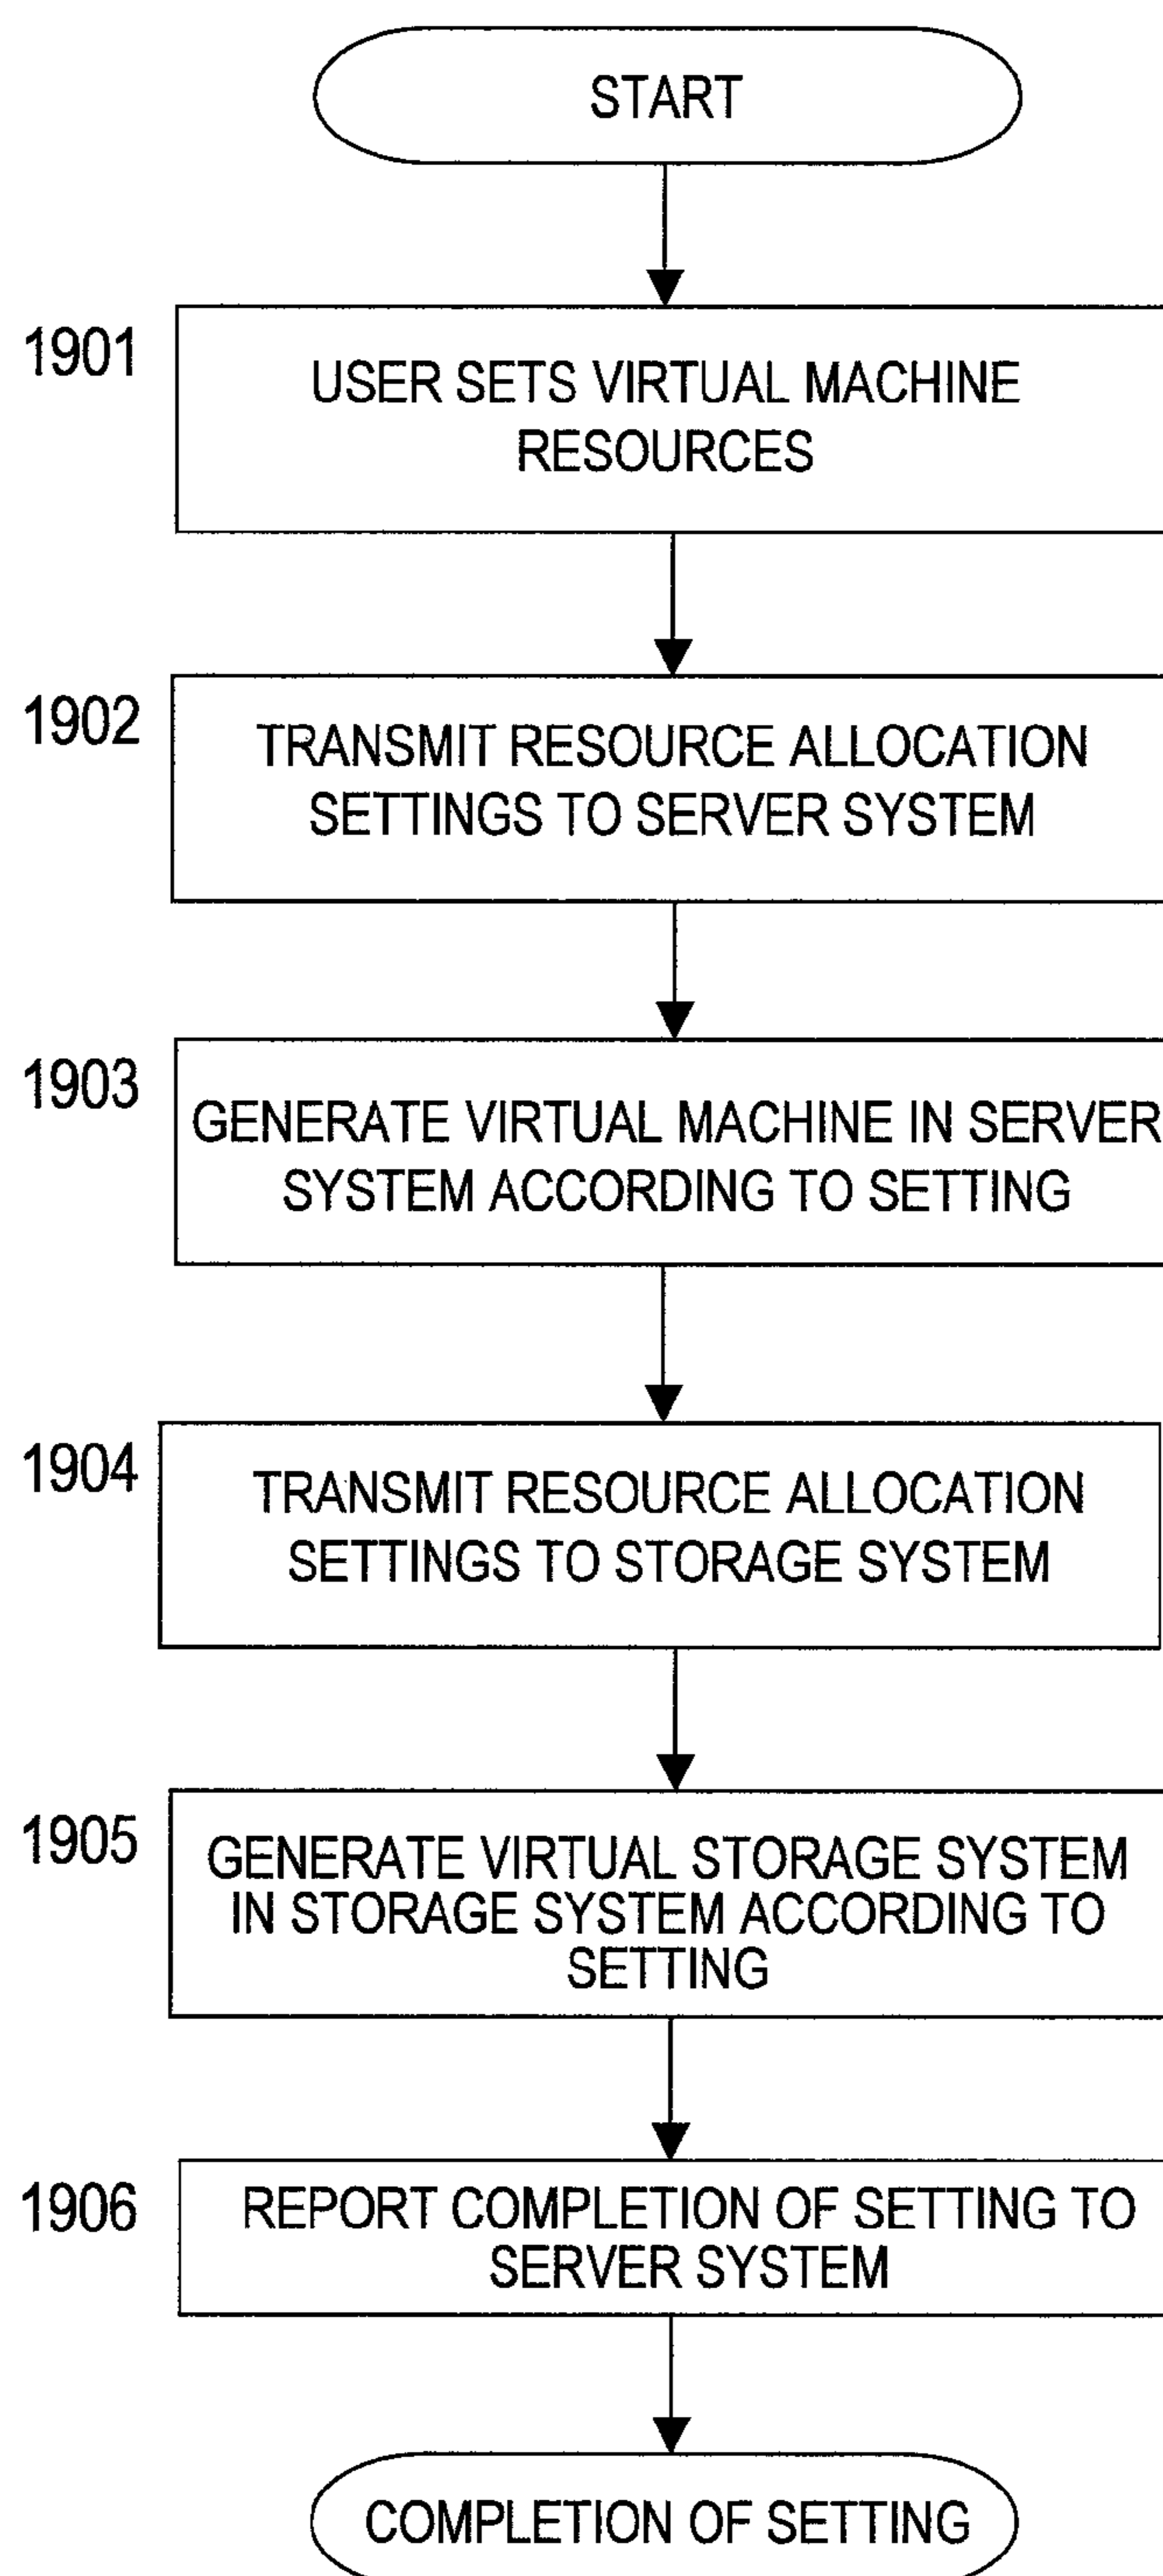 START
1901
USER SETS VIRTUAL MACHINE
RESOURCES
1902
TRANSMIT RESOURCE ALLOCATION
SETTINGS TO SERVER SYSTEM
1903
GENERATE VIRTUAL MACHINE IN SERVER
SYSTEM ACCORDING TO SETTING
1904
TRANSMIT RESOURCE ALLOCATION
SETTINGS TO STORAGE SYSTEM
1905
GENERATE VIRTUAL STORAGE SYSTEM
IN STORAGE SYSTEM ACCORDING TO
SETTING
1906
REPORT COMPLETION OF SETTING TO
SERVER SYSTEM
COMPLETION OF SETTING